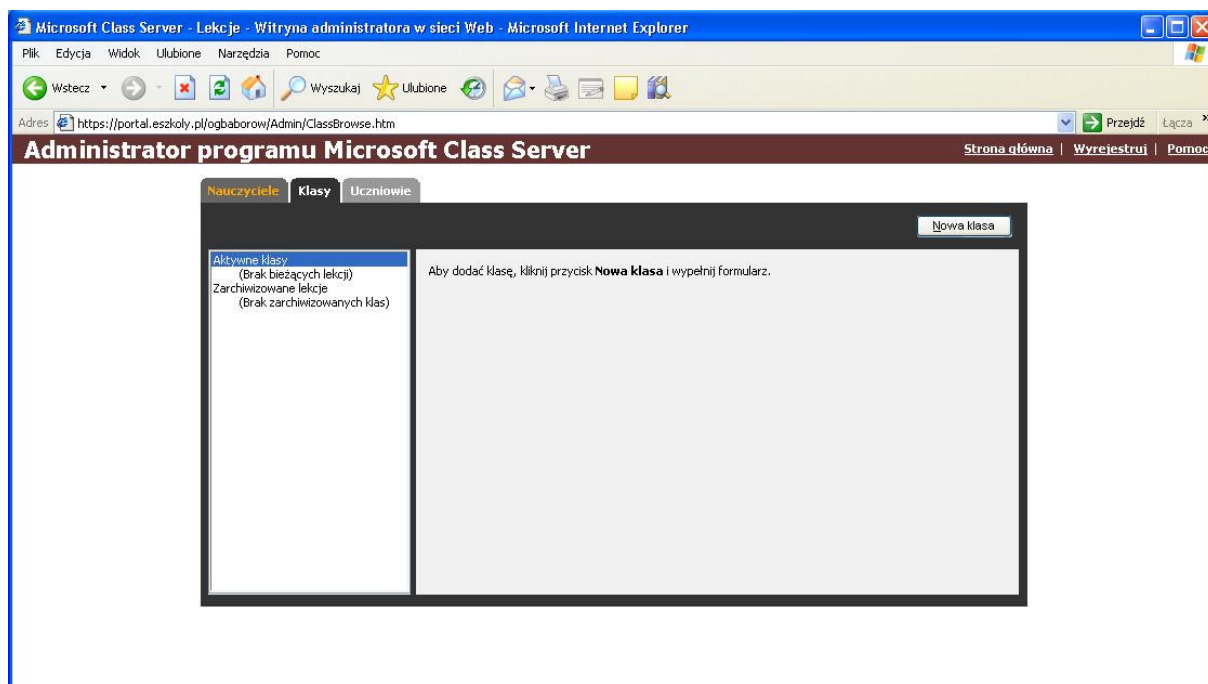 Microsoft Class Server - Lekcje - Witryna administratora w sieci Web - Microsoft Internet Explorer
Plik Edycja Widok Ulubione Narzędzia Pomoc
Wstecz Wyszukaj Ulubione
Adres https://portal.eszkoly.pl/ogbaborow/Admin/ClassBrowse.htm Przejdź Łącza »
Administrator programu Microsoft Class Server Strona główna | Wyrejestruj | Pomoc
Nauczyciele Klasy Uczniowie
Nowa klasa
Aktywne klasy
(Brak bieżących lekcji)
Zarchiwizowane lekcje
(Brak zarchiwizowanych klas)
Aby dodać klasę, kliknij przycisk Nowa klasa i wypełnij formularz.